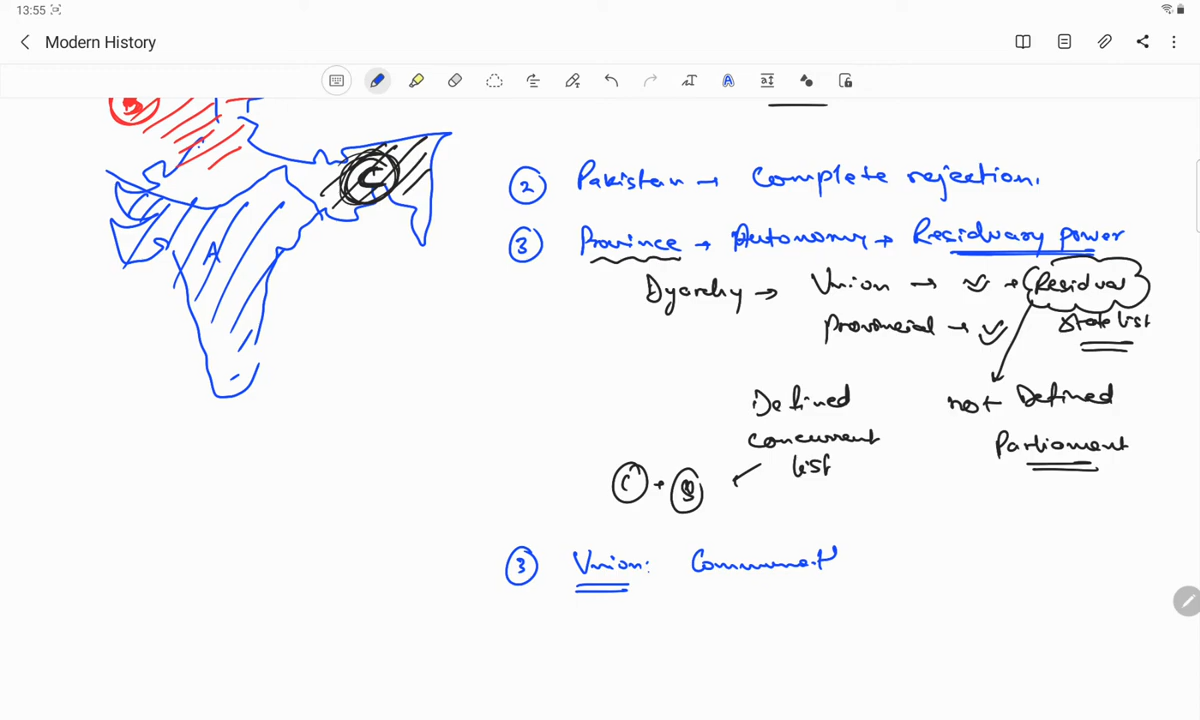 13:55
Modern History
B
C
A
② Pakistan → Complete rejection.
③ Province → Autonomy → Residuary power
Dyarchy → Union → → Residual
Provincial → State list
Defined not Defined
concurrent Parliament
list
C + S
③ Union: Communicat